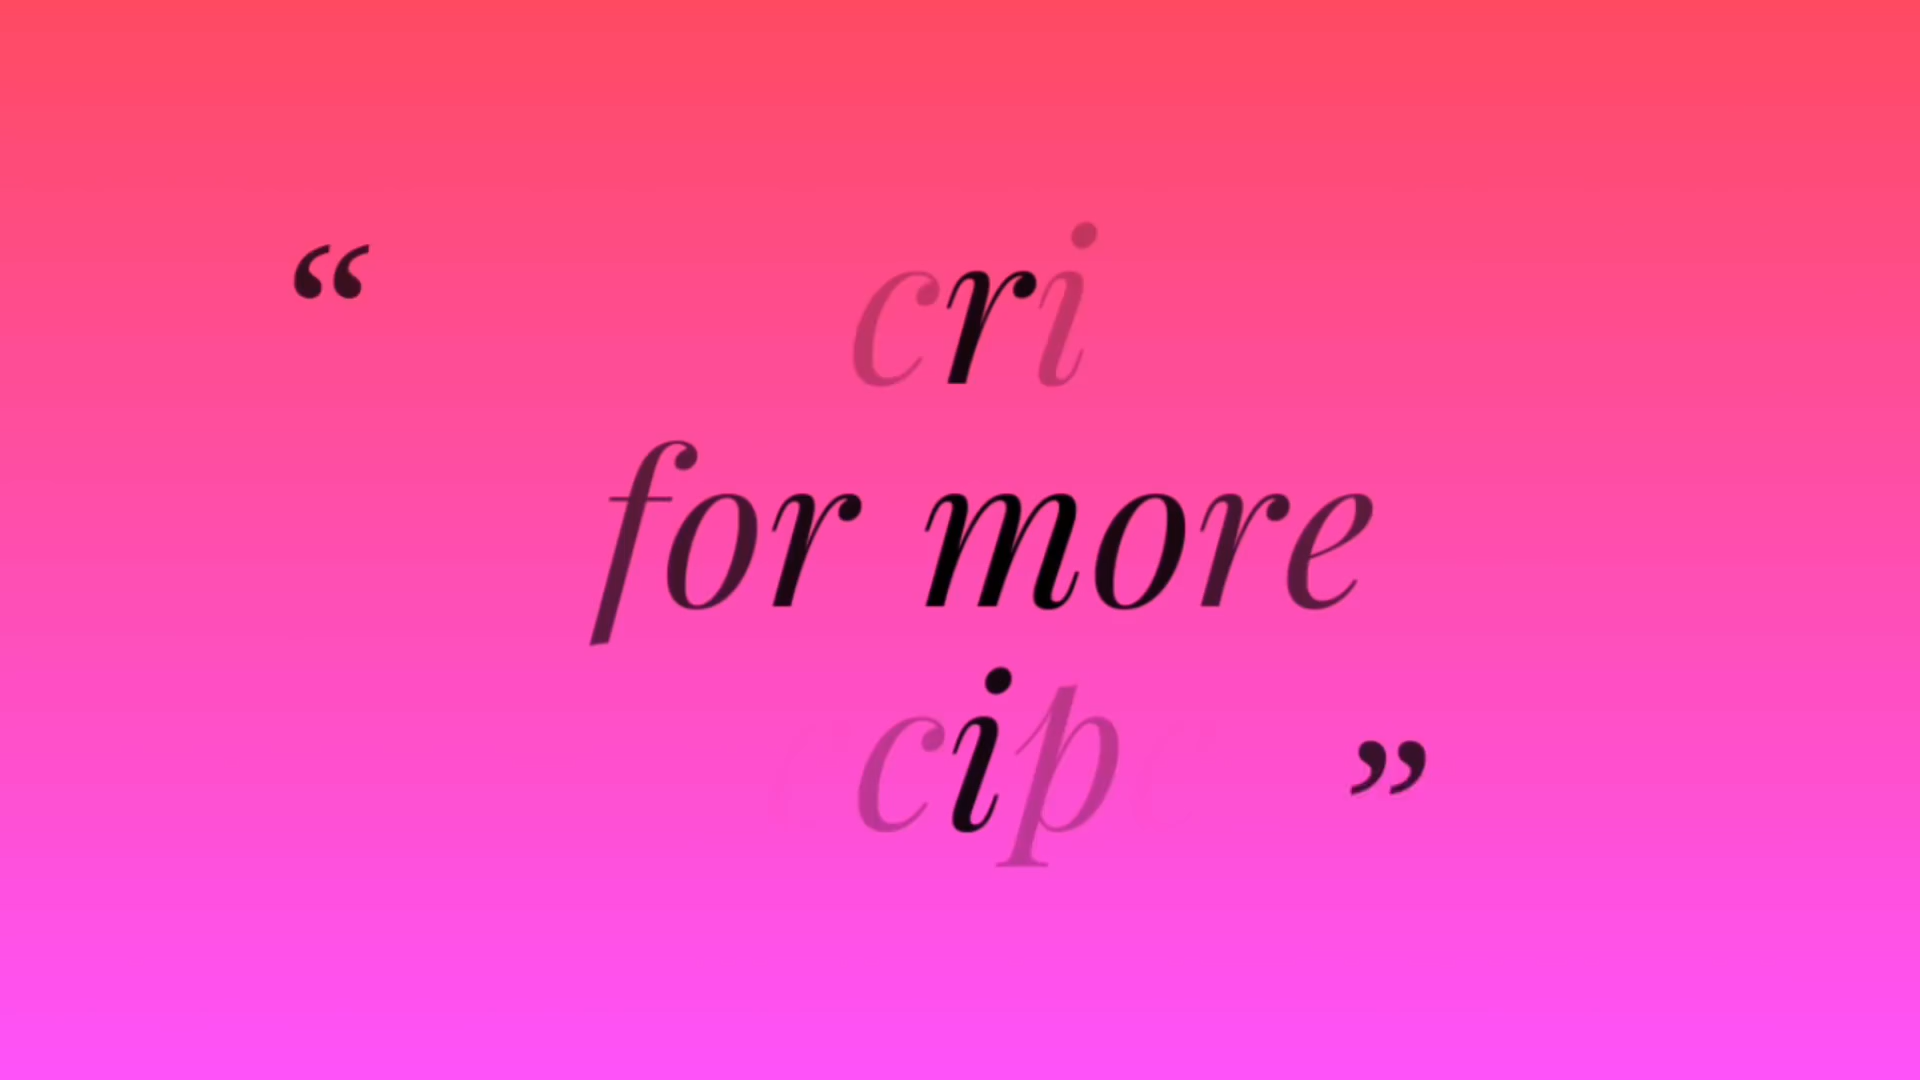 “ cri
for more
cip ”